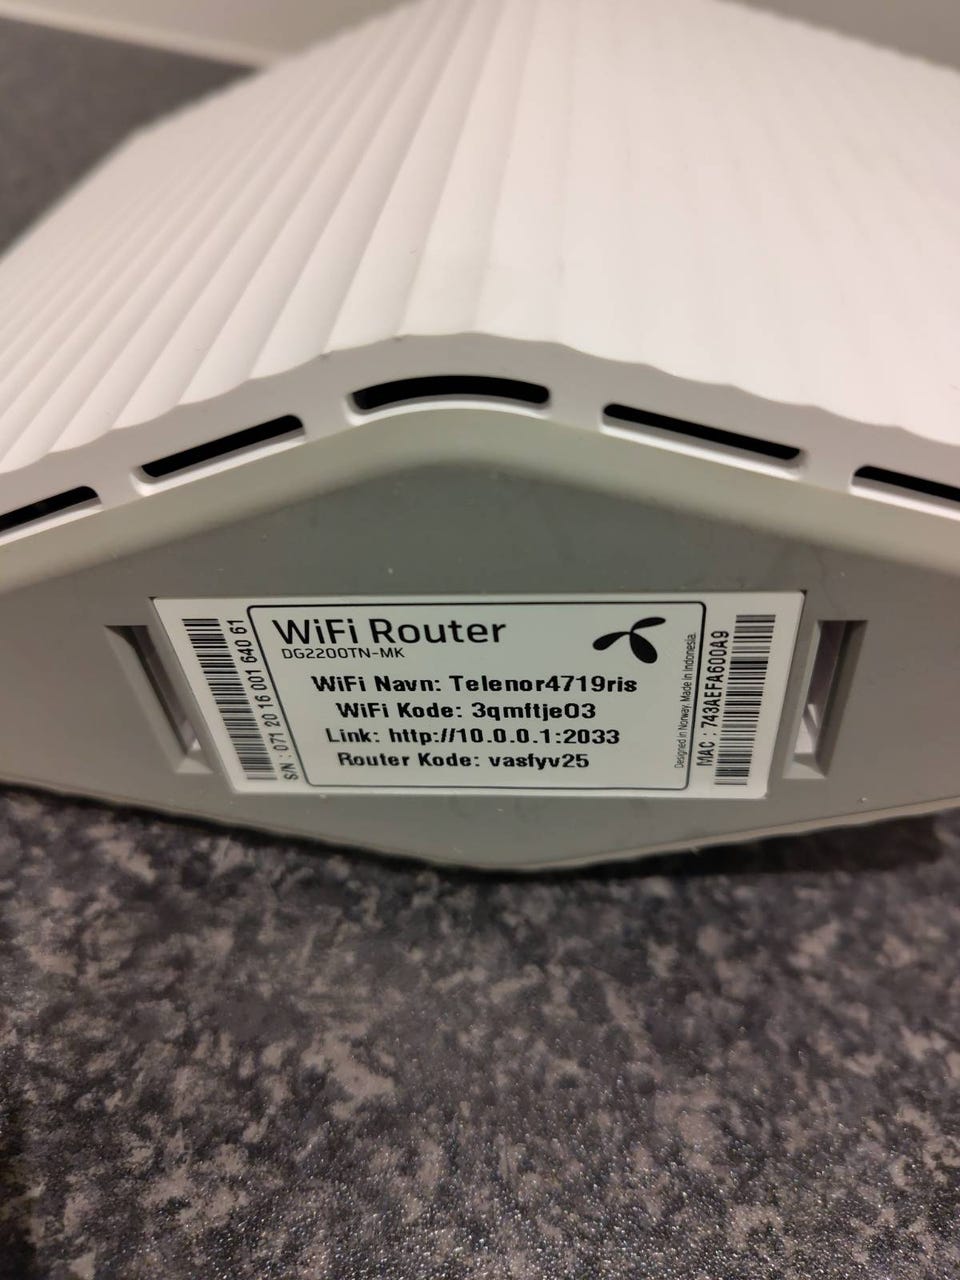 WiFi Router
DG2200TN-MK
WiFi Navn: Telenor4719ris
WiFi Kode: 3qmftje03
Link: http://10.0.0.1:2033
Router Kode: vasfyv25
S/N : 071 20 16 001 640 61
Designed in Norway. Made in Indonesia.
MAC : 743AEFA600A9